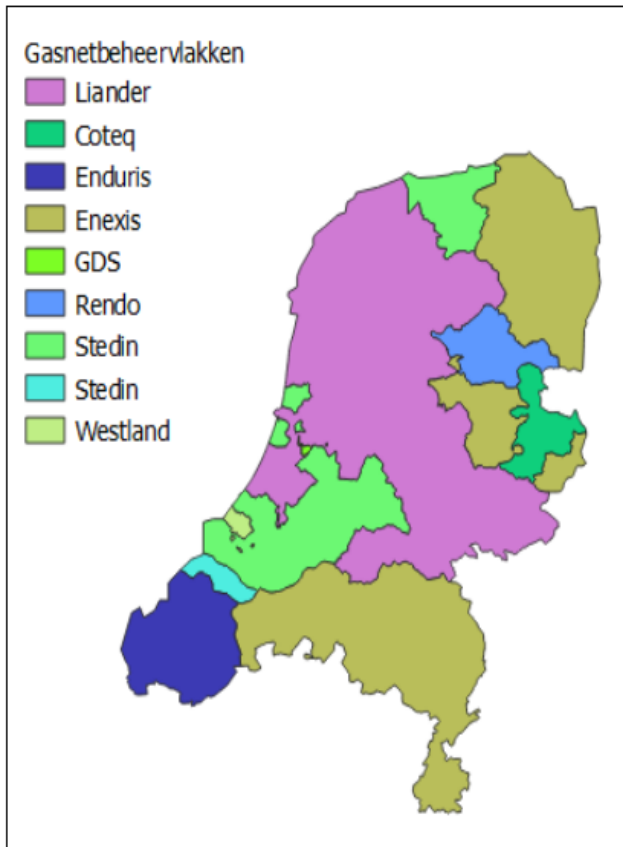 Gasnetbeheervlakken
Liander
Coteq
Enduris
Enexis
GDS
Rendo
Stedin
Stedin
Westland